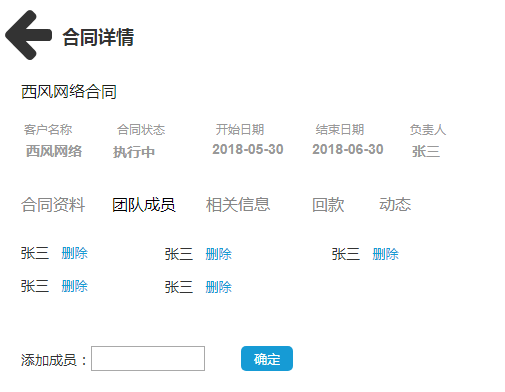 合同详情
西风网络合同
客户名称 合同状态 开始日期 结束日期 负责人
西风网络 执行中 2018-05-30 2018-06-30 张三
合同资料 团队成员 相关信息 回款 动态
张三 删除 张三 删除 张三 删除
张三 删除 张三 删除
添加成员： 确定